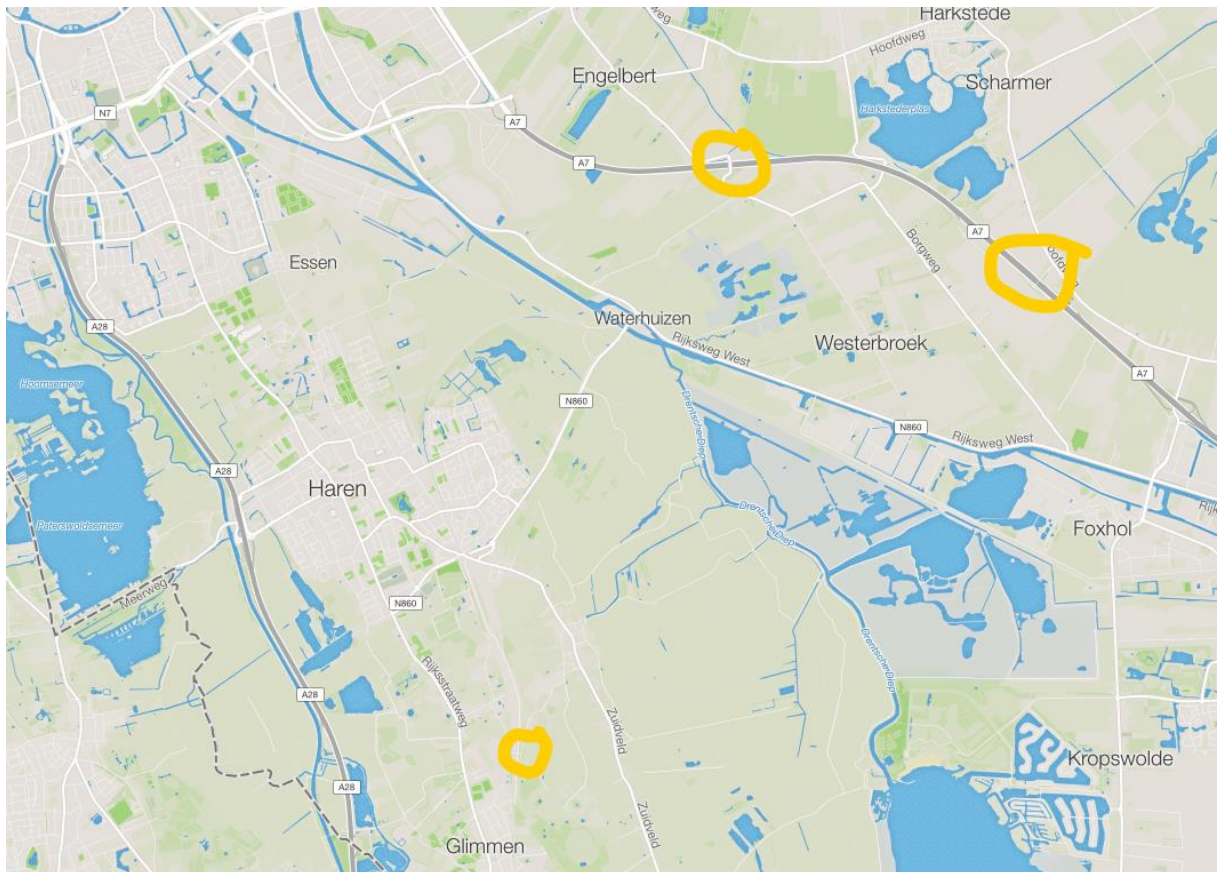 Harkstede
Hoofdweg
Engelbert
Scharmer
N7
A7
Harkstederplas
A7
A7
Essen
Borgweg
A28
Waterhuizen
Rijksweg West
Westerbroek
A7
Hoornsemeer
N860
Drentsche Diep
N860
Rijksweg West
A28
Haren
Paterswoldsemeer
Drentsche Diep
Foxhol
Meerweg
N860
Drentsche Diep
Rijksstraatweg
A28
Zuidveld
Kropswolde
A28
Zuidveld
Glimmen